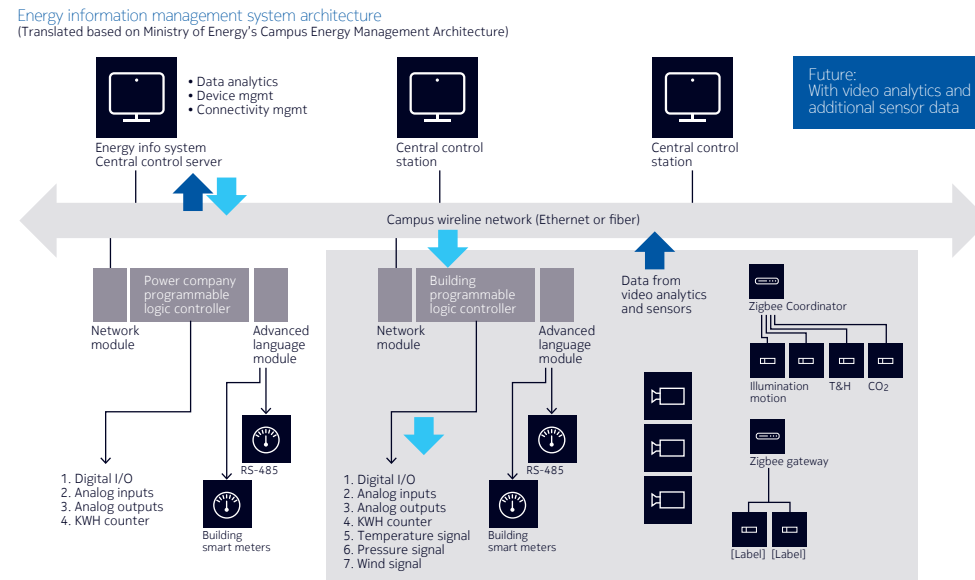 Energy information management system architecture
(Translated based on Ministry of Energy's Campus Energy Management Architecture)
• Data analytics
• Device mgmt
• Connectivity mgmt
Energy info system
Central control server
Central control
station
Central control
station
Future:
With video analytics and
additional sensor data
Campus wireline network (Ethernet or fiber)
Power company
programmable
logic controller
Network
module
Advanced
language
module
RS-485
1. Digital I/O
2. Analog inputs
3. Analog outputs
4. KWH counter
Building
smart meters
Building
programmable
logic controller
Network
module
Advanced
language
module
RS-485
1. Digital I/O
2. Analog inputs
3. Analog outputs
4. KWH counter
5. Temperature signal
6. Pressure signal
7. Wind signal
Building
smart meters
Data from
video analytics
and sensors
Zigbee Coordinator
Illumination
motion
T&H
CO2
Zigbee gateway
[Label] [Label]